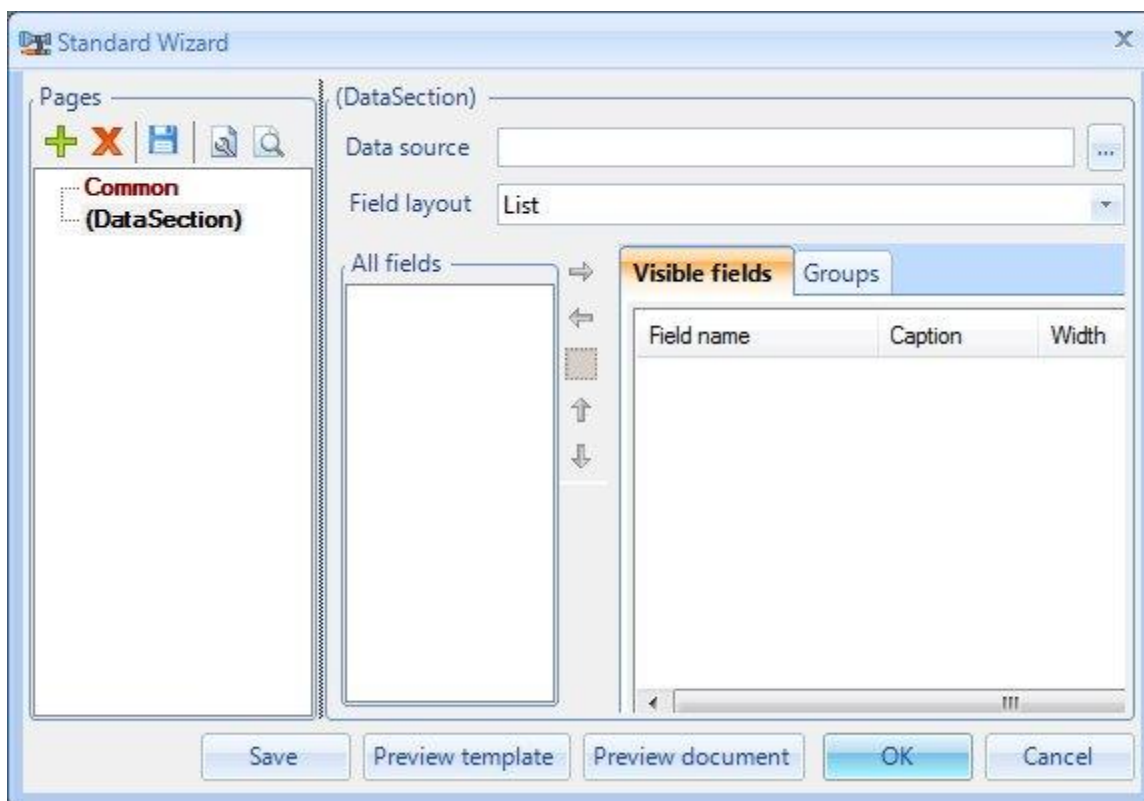 Standard Wizard
Pages
Common
(DataSection)
(DataSection)
Data source
...
Field layout List
All fields
Visible fields Groups
Field name Caption Width
Save Preview template Preview document OK Cancel